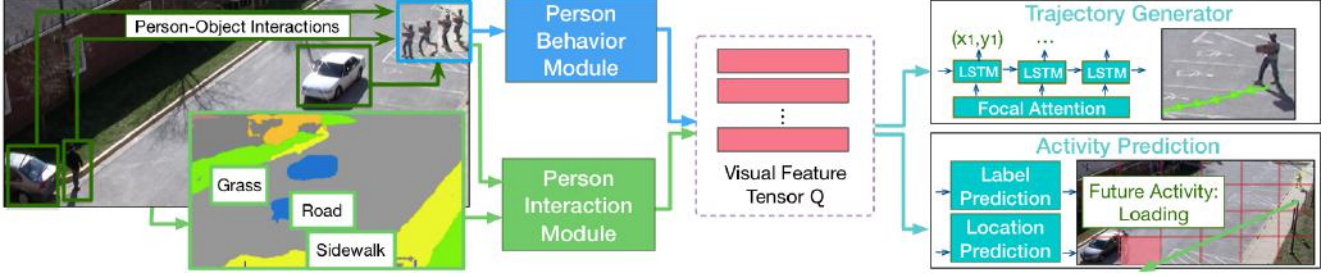 Person-Object Interactions
Grass
Road
Sidewalk
Person
Behavior
Module
Person
Interaction
Module
⋮
Visual Feature
Tensor Q
Trajectory Generator
(x1,y1) ...
LSTM LSTM LSTM
Focal Attention
Activity Prediction
Label
Prediction
Location
Prediction
Future Activity:
Loading